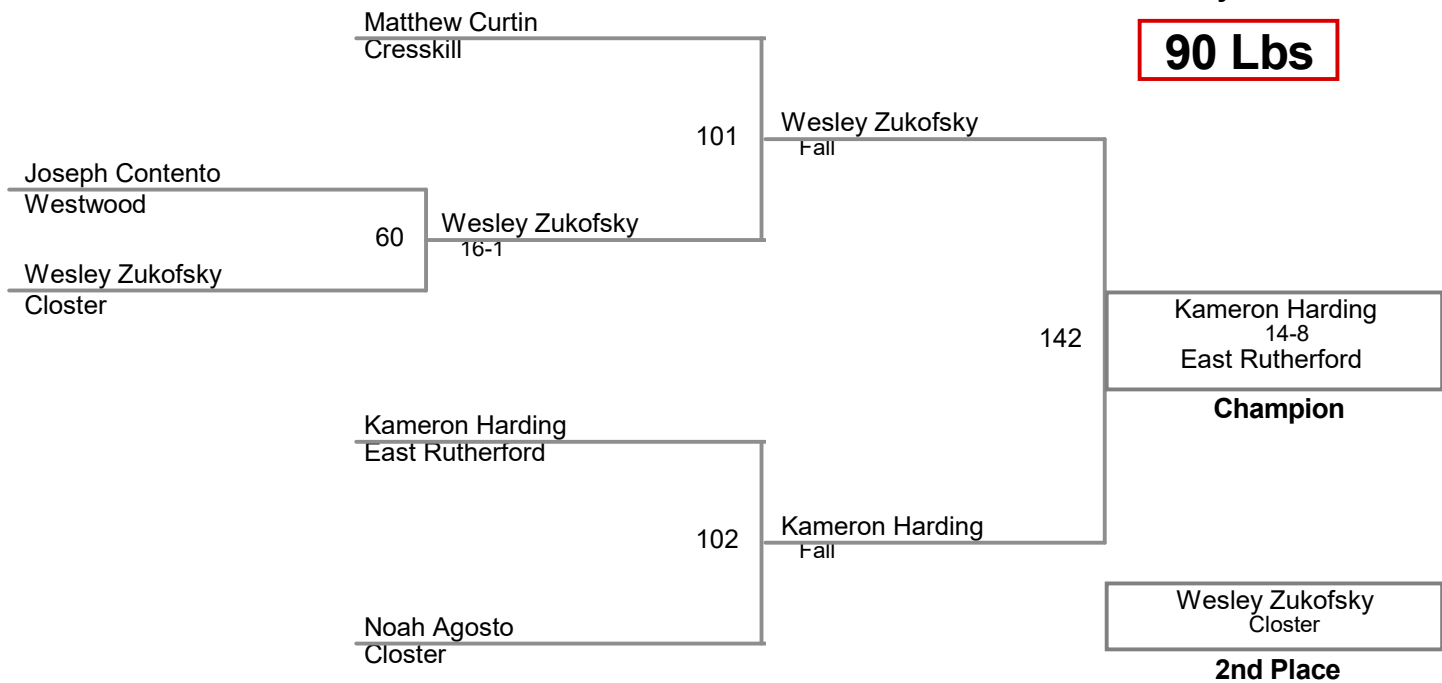 Matthew Curtin
Cresskill
90 Lbs
101
Wesley Zukofsky
Fall
Joseph Contento
Westwood
60
Wesley Zukofsky
16-1
Wesley Zukofsky
Closter
142
Kameron Harding
14-8
East Rutherford
Champion
Kameron Harding
East Rutherford
102
Kameron Harding
Fall
Noah Agosto
Closter
Wesley Zukofsky
Closter
2nd Place